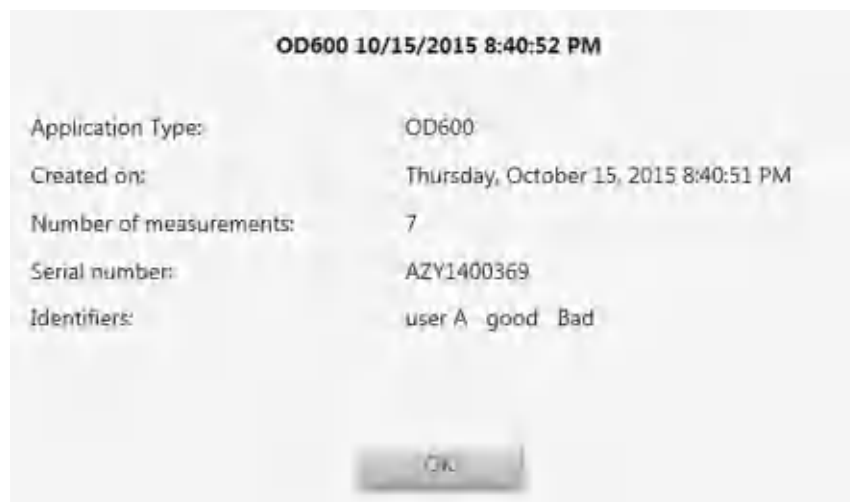 OD600 10/15/2015 8:40:52 PM
Application Type: OD600
Created on: Thursday, October 15, 2015 8:40:51 PM
Number of measurements: 7
Serial number: AZY1400369
Identifiers: user A good Bad
OK